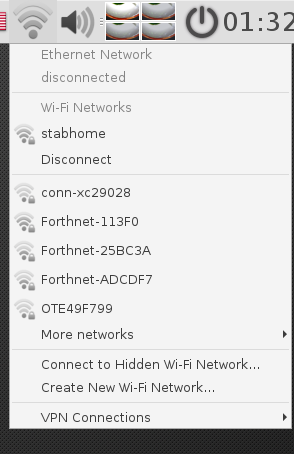 01:32
Ethernet Network
disconnected
Wi-Fi Networks
stabhome
Disconnect
conn-xc29028
Forthnet-113F0
Forthnet-25BC3A
Forthnet-ADCDF7
OTE49F799
More networks
Connect to Hidden Wi-Fi Network...
Create New Wi-Fi Network...
VPN Connections